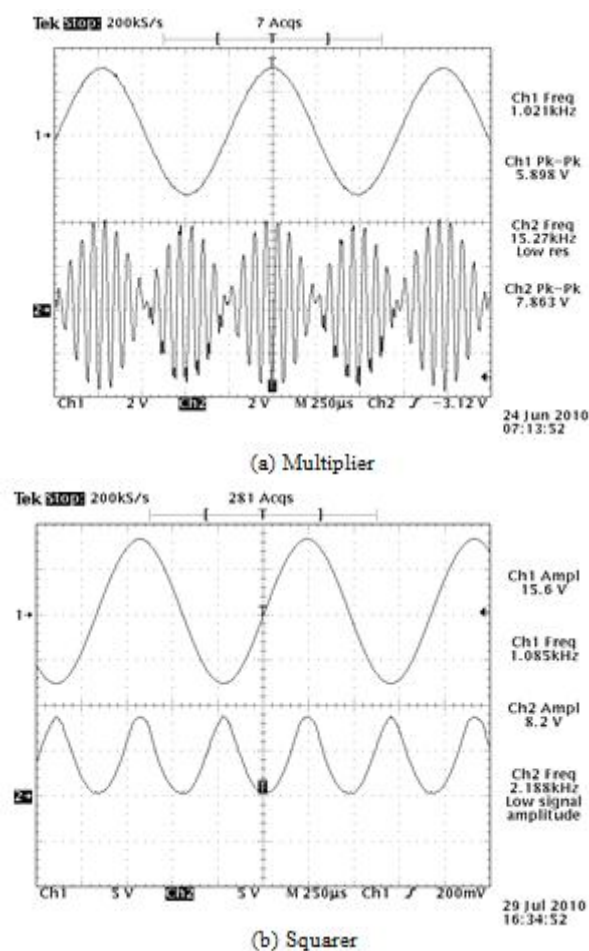 Tek Stop: 200kS/s 7 Acqs
T
Ch1 Freq
1.021kHz
1
Ch1 Pk-Pk
5.898 V
Ch2 Freq
15.27kHz
Low res
Ch2 Pk-Pk
7.863 V
2
Ch1 2 V Ch2 2 V M 250µs Ch2 ∫ -3.12 V
24 Jun 2010
07:13:52
(a) Multiplier
Tek Stop: 200kS/s 281 Acqs
T
Ch1 Ampl
15.6 V
1
Ch1 Freq
1.085kHz
Ch2 Ampl
8.2 V
Ch2 Freq
2.188kHz
Low signal
amplitude
2
Ch1 5 V Ch2 5 V M 250µs Ch1 ∫ 200mV
29 Jul 2010
16:34:52
(b) Squarer